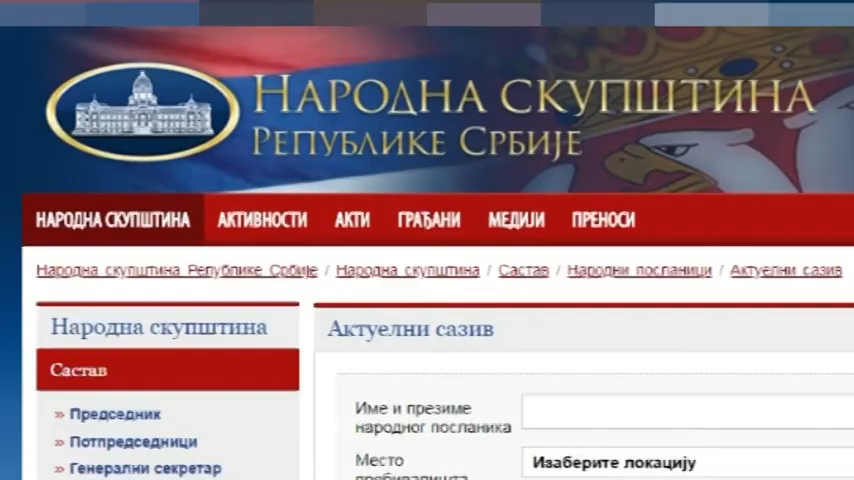 НАРОДНА СКУПШТИНА
РЕПУБЛИКЕ СРБИЈЕ
НАРОДНА СКУПШТИНА АКТИВНОСТИ АКТИ ГРАЂАНИ МЕДИЈИ ПРЕНОСИ
Народна скупштина Републике Србије / Народна скупштина / Састав / Народни посланици / Актуелни сазив
Народна скупштина
Актуелни сазив
Састав
» Председник
» Потпредседници
» Генерални секретар
Име и презиме
народног посланика
Место
Изаберите локацију